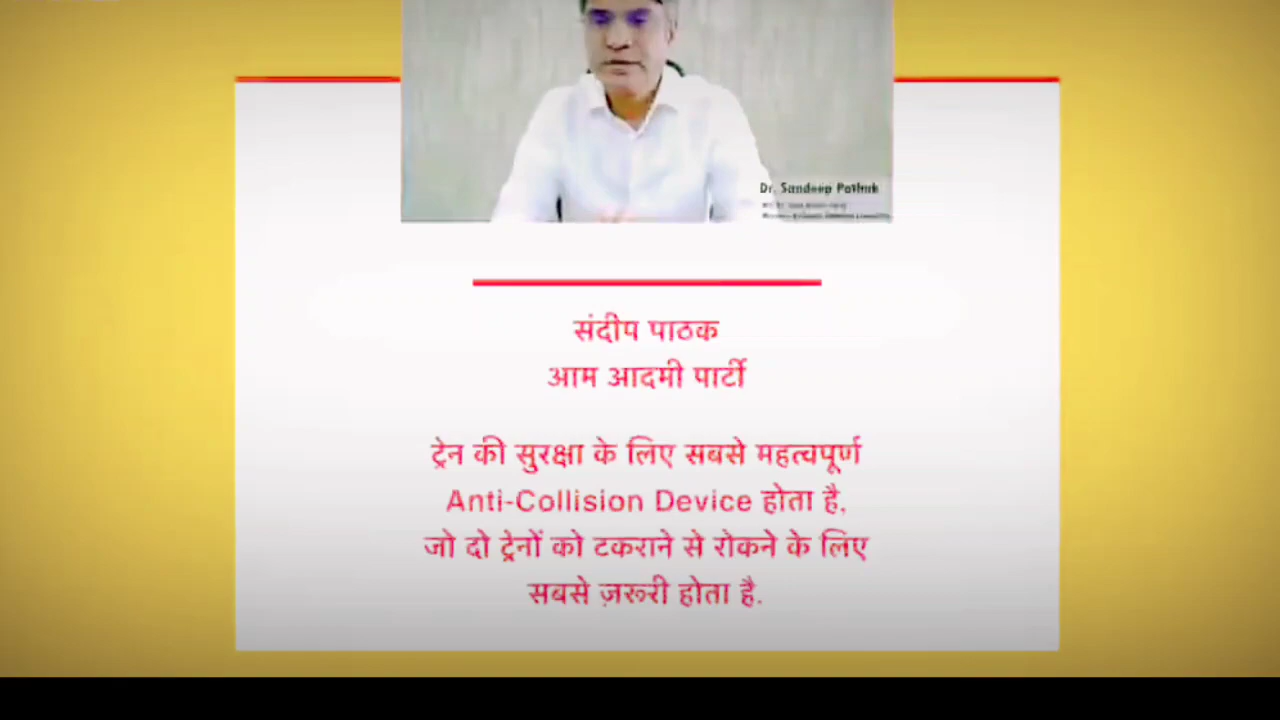 Dr. Sandeep Pathak
संदीप पाठक
आम आदमी पार्टी
ट्रेन की सुरक्षा के लिए सबसे महत्वपूर्ण
Anti-Collision Device होता है,
जो दो ट्रेनों को टकराने से रोकने के लिए
सबसे ज़रूरी होता है.